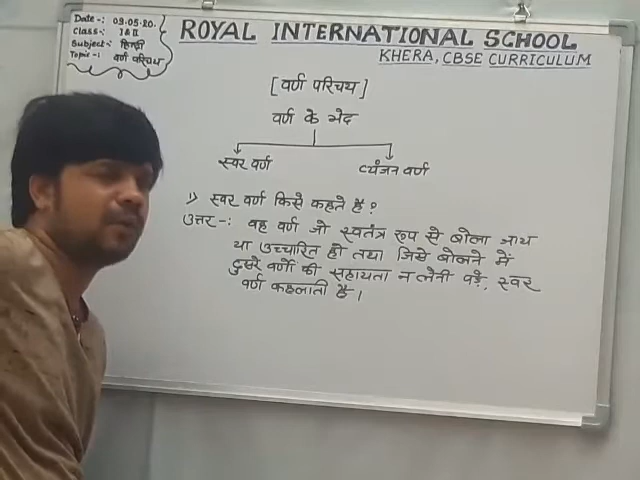 Date -: 09.05.20.
Class -: I & II
Subject -: हिन्दी
Topic -: वर्ण परिचय
ROYAL INTERNATIONAL SCHOOL
KHERA, CBSE CURRICULUM
[वर्ण परिचय]
वर्ण के भेद
स्वर वर्ण व्यंजन वर्ण
1) स्वर वर्ण किसे कहते हैं ?
उत्तर -: वह वर्ण जो स्वतंत्र रूप से बोला जाय
या उच्चारित हो तथा जिसे बोलने में
दुसरे वर्णों की सहायता न लेनी पड़े, स्वर
वर्ण कहलाती है।